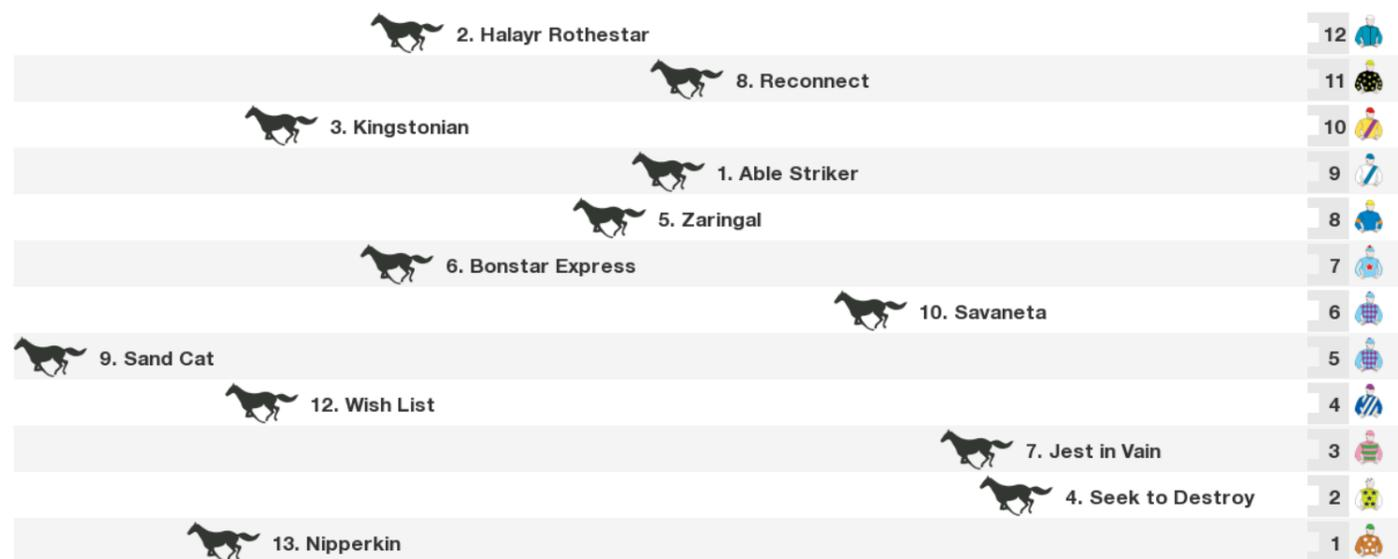 2. Halayr Rothestar 12
8. Reconnect 11
3. Kingstonian 10
1. Able Striker 9
5. Zaringal 8
6. Bonstar Express 7
10. Savaneta 6
9. Sand Cat 5
12. Wish List 4
7. Jest in Vain 3
4. Seek to Destroy 2
13. Nipperkin 1